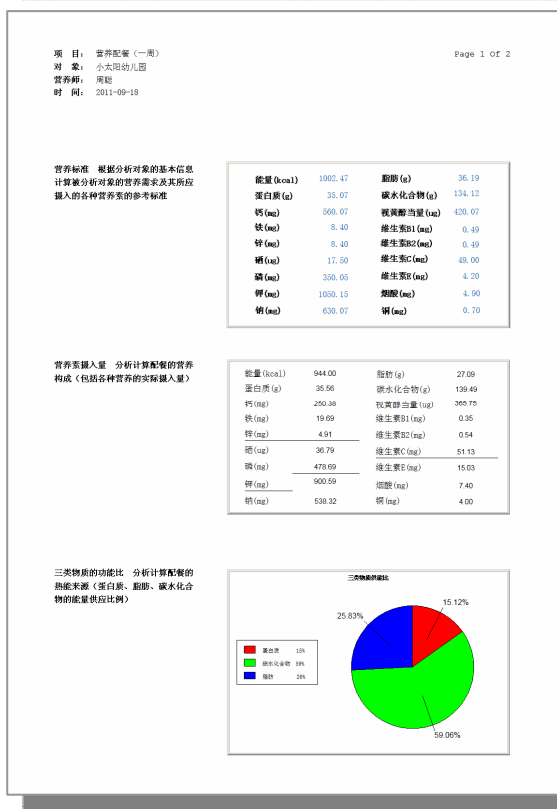 项 目： 营养配餐（一周）
Page 1 Of 2
对 象： 小太阳幼儿园
营养师： 周聪
时 间： 2011-09-18
营养标准 根据分析对象的基本信息
计算被分析对象的营养需求及其所应
摄入的各种营养素的参考标准
能量(kcal) 1002.47 脂肪(g) 36.19
蛋白质(g) 35.07 碳水化合物(g) 134.12
钙(mg) 560.07 视黄醇当量(ug) 420.07
铁(mg) 8.40 维生素B1(mg) 0.49
锌(mg) 8.40 维生素B2(mg) 0.49
硒(ug) 17.50 维生素C(mg) 49.00
磷(mg) 350.05 维生素E(mg) 4.20
钾(mg) 1050.15 烟酸(mg) 4.90
钠(mg) 630.07 铜(mg) 0.70
营养素摄入量 分析计算配餐的营养
构成（包括各种营养的实际摄入量）
能量(kcal) 944.00 脂肪(g) 27.09
蛋白质(g) 35.56 碳水化合物(g) 139.49
钙(mg) 250.38 视黄醇当量(ug) 365.75
铁(mg) 19.69 维生素B1(mg) 0.35
锌(mg) 4.91 维生素B2(mg) 0.54
硒(ug) 36.79 维生素C(mg) 51.13
磷(mg) 478.69 维生素E(mg) 15.03
钾(mg) 900.59 烟酸(mg) 7.40
钠(mg) 538.32 铜(mg) 4.00
三类物质的功能比 分析计算配餐的
热能来源（蛋白质、脂肪、碳水化合
物的能量供应比例）
三类物质供能比
15.12%
25.83%
蛋白质 15%
碳水化合物 59%
脂肪 26%
59.06%